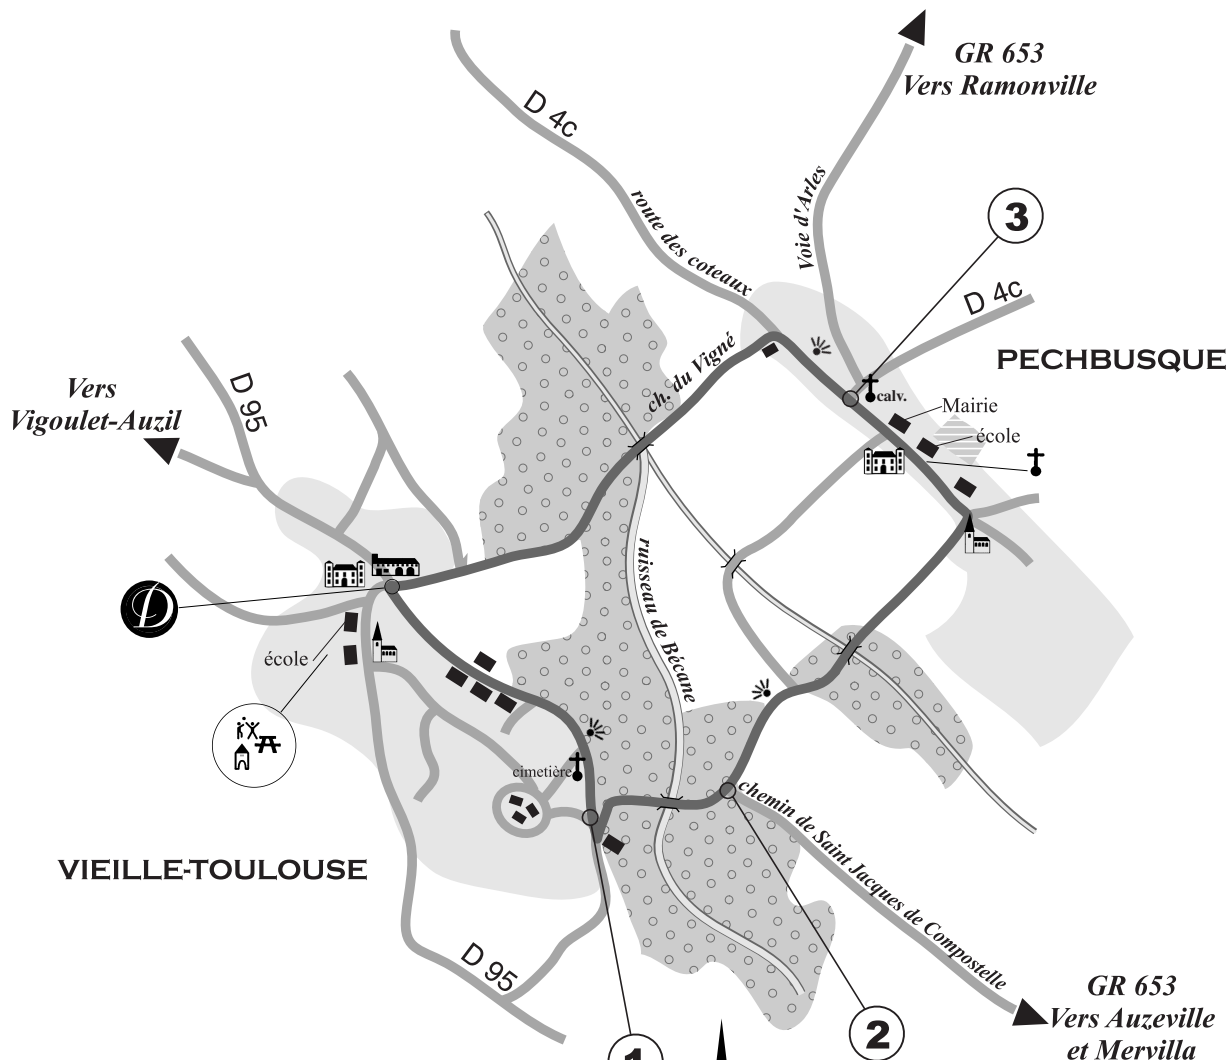 GR 653
Vers Ramonville
D 4c
route des coteaux
Voie d'Arles
3
D 4c
PECHBUSQUE
ch. du Vigné
calv.
Mairie
école
Vers
Vigoulet-Auzil
D 95
D
école
ruisseau de Bécane
cimetière
VIEILLE-TOULOUSE
chemin de Saint Jacques de Compostelle
D 95
1
2
GR 653
Vers Auzeville
et Mervilla